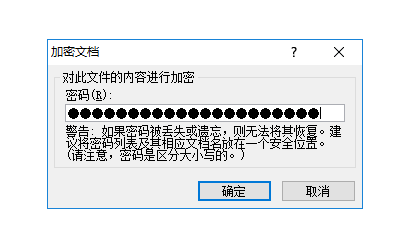 加密文档
对此文件的内容进行加密
密码(R):
●●●●●●●●●●●●●●●●●●●●●
警告: 如果密码被丢失或遗忘，则无法将其恢复。建
议将密码列表及其相应文档名放在一个安全位置。
(请注意，密码是区分大小写的。)
确定 取消